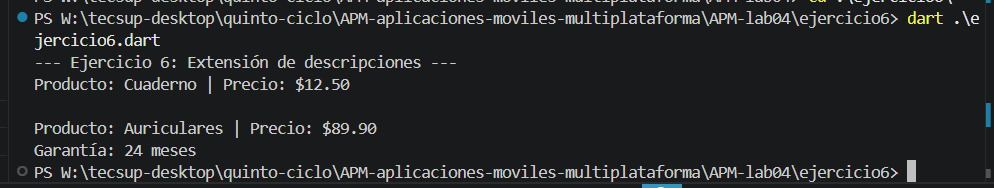 PS W:\tecsup-desktop\quinto-ciclo\APM-aplicaciones-moviles-multiplataforma\APM-lab04\ejercicio6> dart .\e
jercicio6.dart
--- Ejercicio 6: Extensión de descripciones ---
Producto: Cuaderno | Precio: $12.50
Producto: Auriculares | Precio: $89.90
Garantía: 24 meses
PS W:\tecsup-desktop\quinto-ciclo\APM-aplicaciones-moviles-multiplataforma\APM-lab04\ejercicio6>